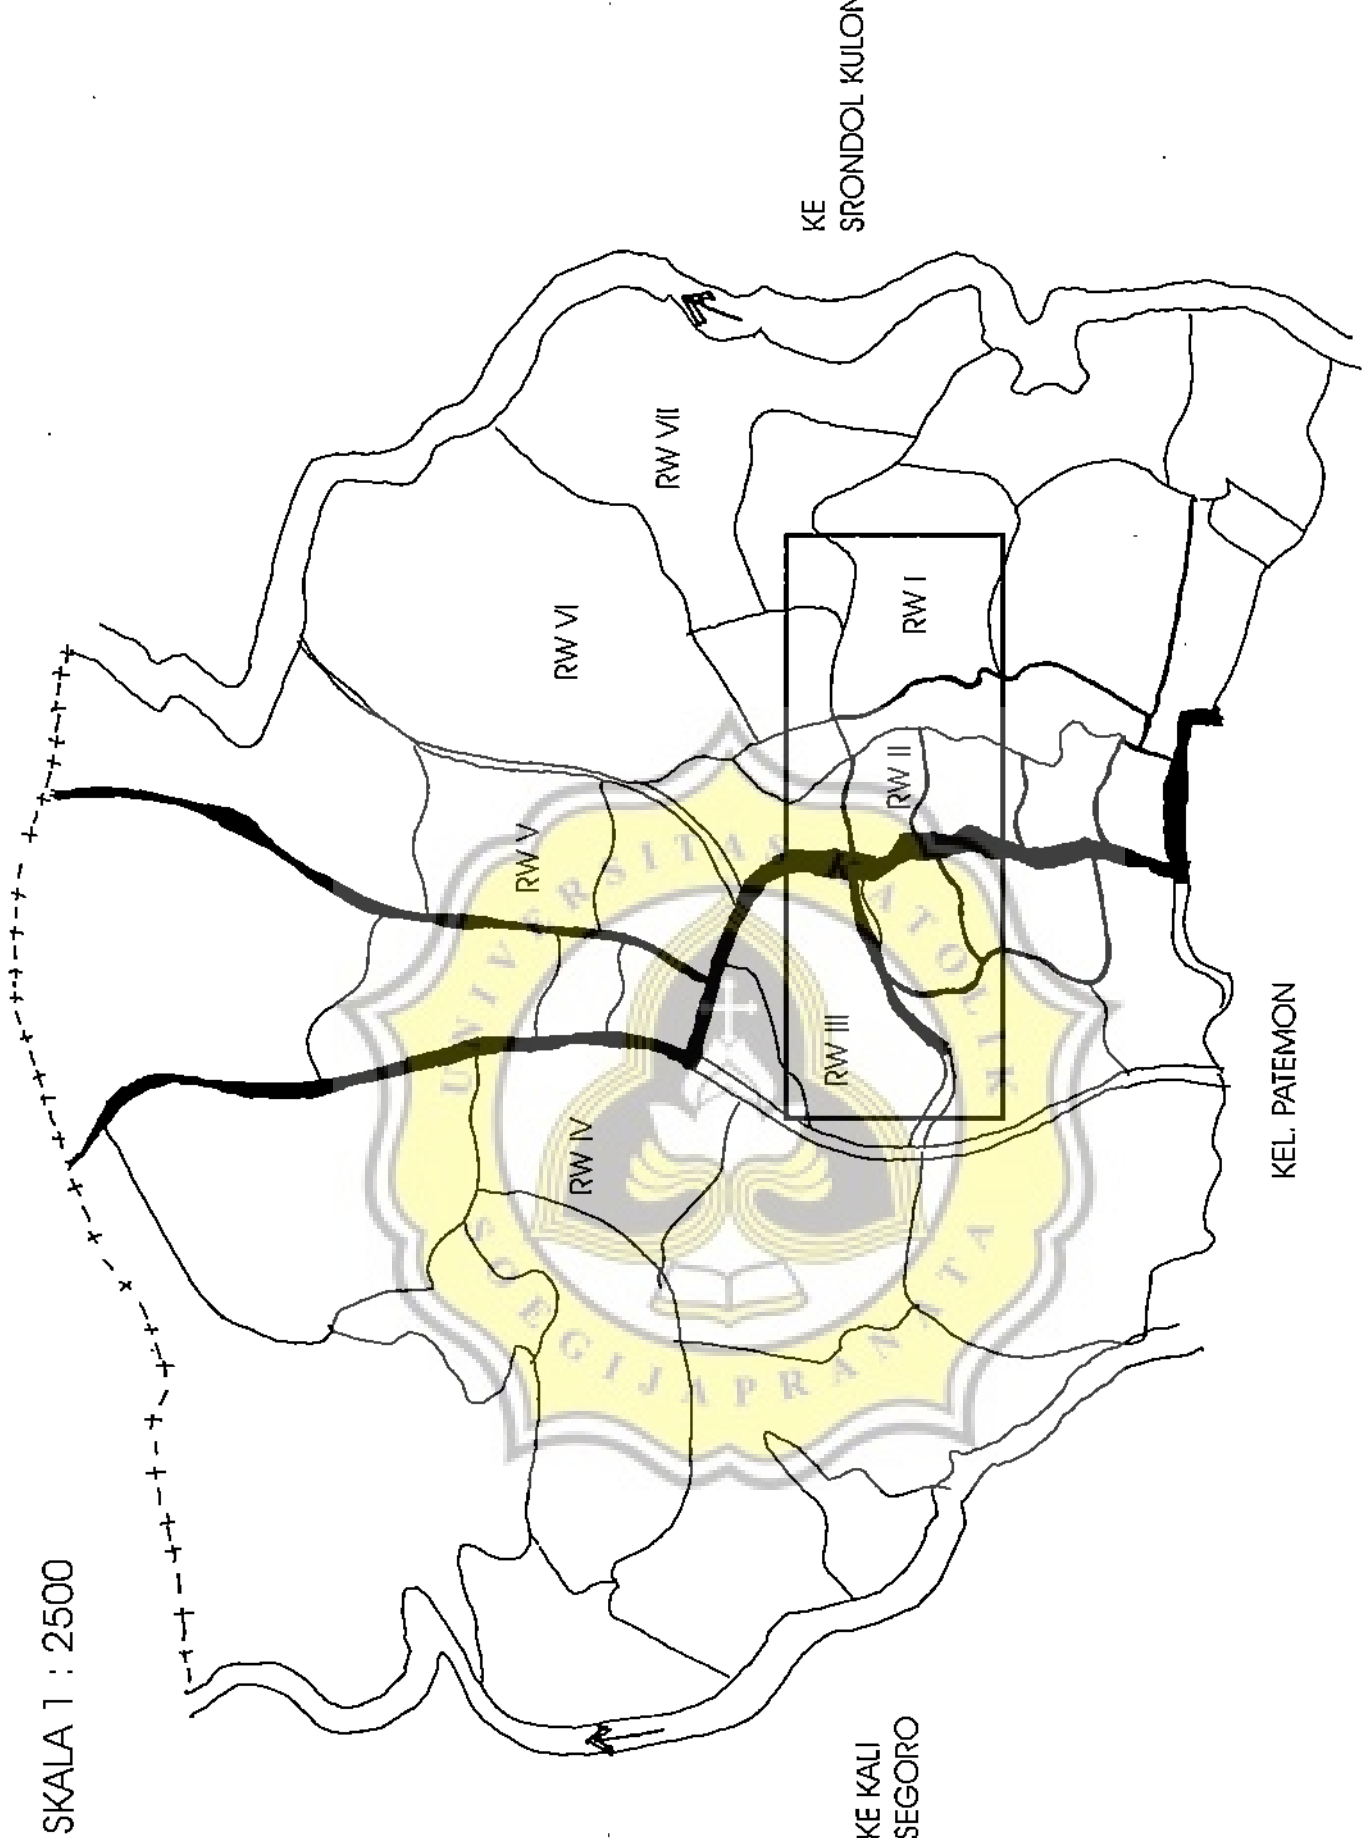 SKALA 1 : 2500
KE
SRONDOL KULON
RW VII
RW VI
RW I
RW II
RW V
RW III
RW IV
KEL. PATEMON
KE KALI
SEGORO
UNIVERSITAS KATOLIK
SOEGIJAPRANATA